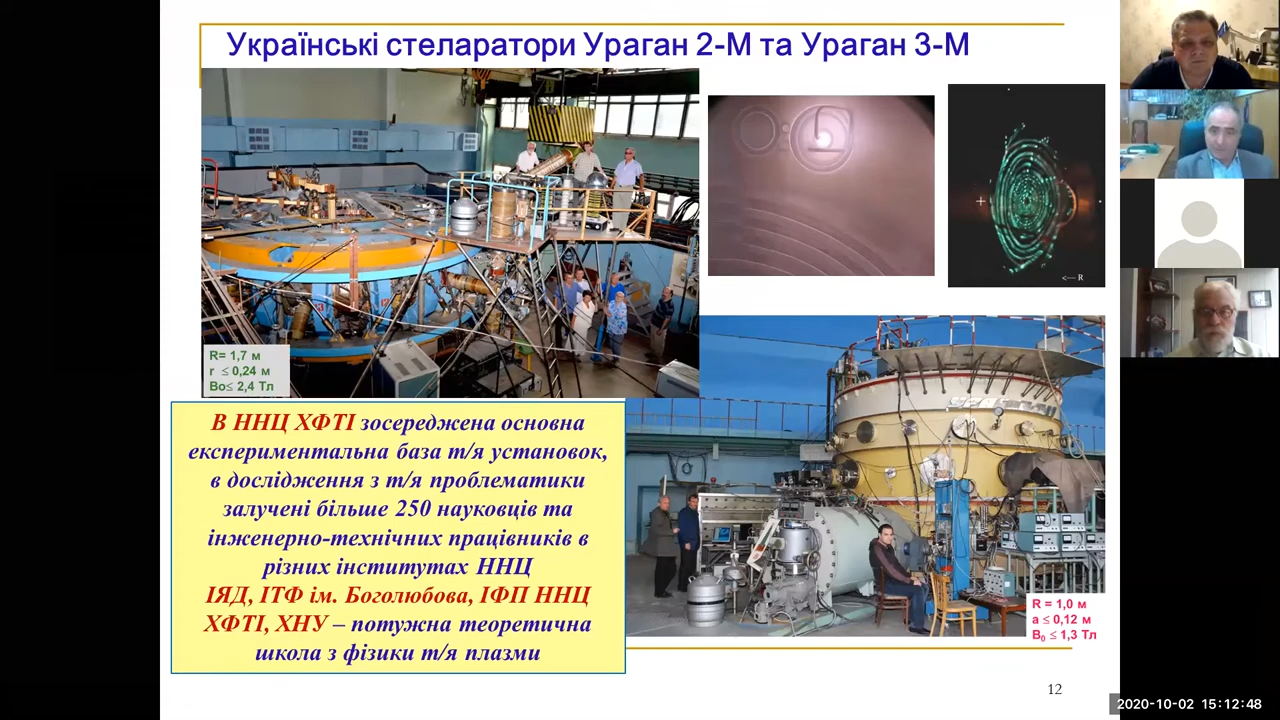 Українські стеларатори Ураган 2-М та Ураган 3-М
R= 1,7 м
r ≤ 0,24 м
Bo≤ 2,4 Тл
<— R
В ННЦ ХФТІ зосереджена основна
експериментальна база т/я установок,
в дослідження з т/я проблематики
залучені більше 250 науковців та
інженерно-технічних працівників в
різних інститутах ННЦ
ІЯД, ІТФ ім. Боголюбова, ІФП ННЦ
ХФТІ, ХНУ – потужна теоретична
школа з фізики т/я плазми
R = 1,0 м
a ≤ 0,12 м
B₀ ≤ 1,3 Тл
12
2020-10-02 15:12:48